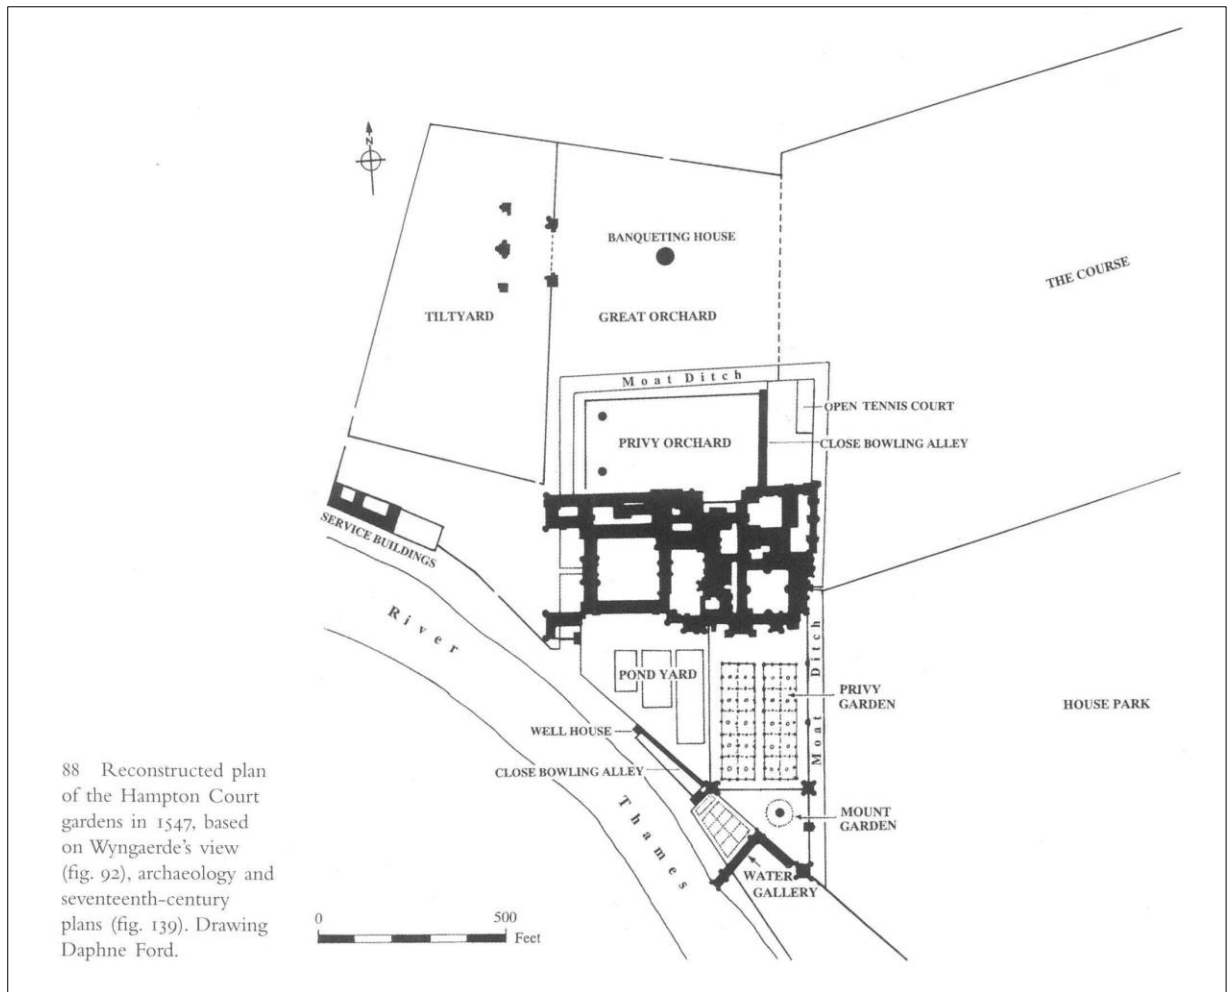 N
BANQUETING HOUSE
THE COURSE
TILTYARD
GREAT ORCHARD
Moat Ditch
OPEN TENNIS COURT
PRIVY ORCHARD
CLOSE BOWLING ALLEY
SERVICE BUILDINGS
River Thames
Moat Ditch
POND YARD
PRIVY
GARDEN
HOUSE PARK
WELL HOUSE
CLOSE BOWLING ALLEY
MOUNT
GARDEN
WATER
GALLERY
88 Reconstructed plan
of the Hampton Court
gardens in 1547, based
on Wyngaerde's view
(fig. 92), archaeology and
seventeenth-century
plans (fig. 139). Drawing
Daphne Ford.
0 500
Feet